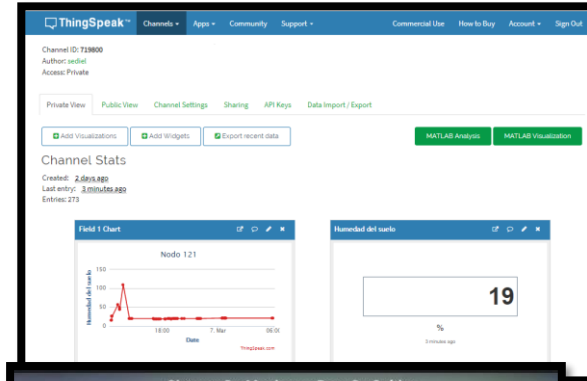 ThingSpeak™ Channels Apps Community Support Commercial Use How to Buy Account Sign Out
Channel ID: 719800
Author: sediel
Access: Private
Private View Public View Channel Settings Sharing API Keys Data Import / Export
Add Visualizations Add Widgets Export recent data MATLAB Analysis MATLAB Visualization
Channel Stats
Created: 2 days ago
Last entry: 3 minutes ago
Entries: 273
Field 1 Chart
Nodo 121
Humedad del suelo
150
100
50
0
18:00 7. Mar 06:00
Date
ThingSpeak.com
Humedad del suelo
19
%
3 minutes ago